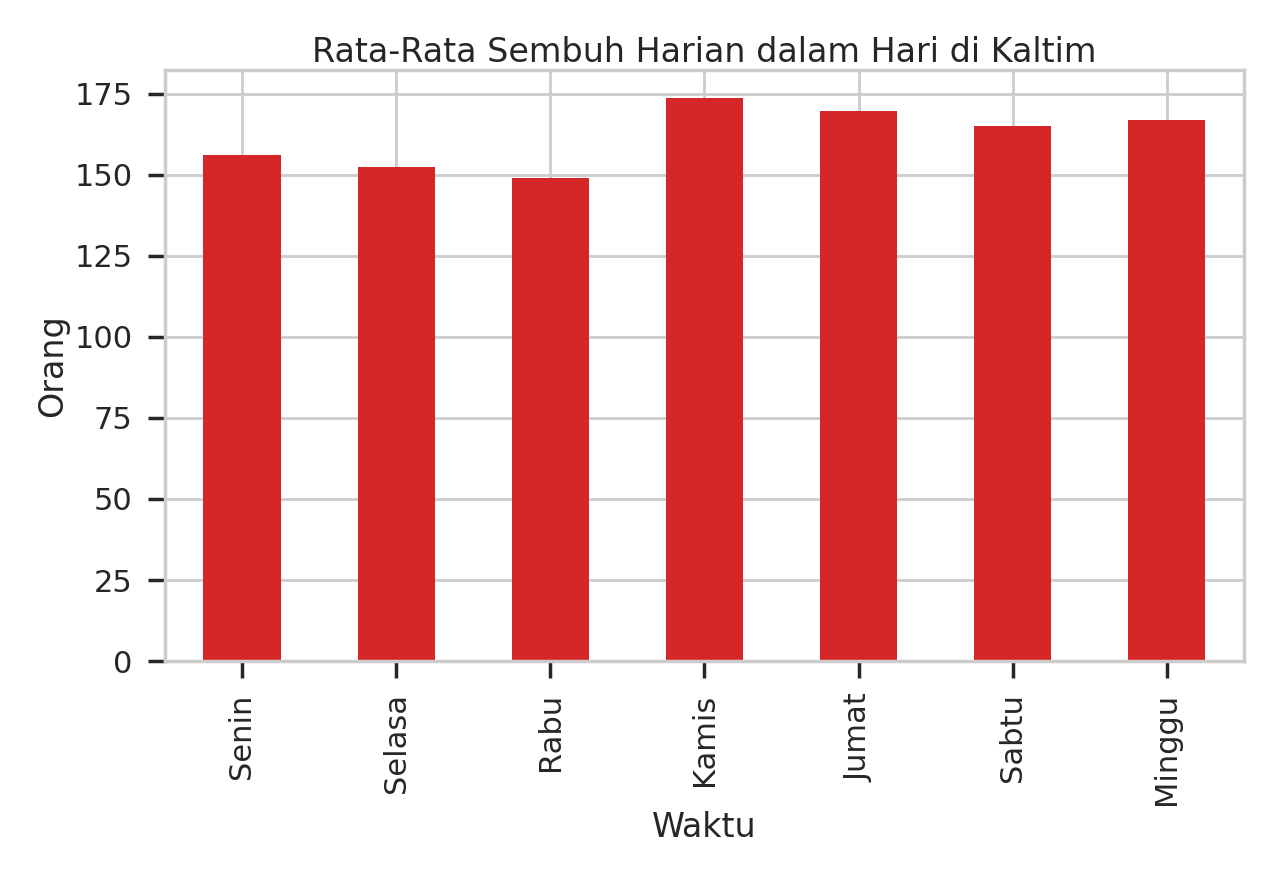 Rata-Rata Sembuh Harian dalam Hari di Kaltim
175
150
125
100
75
50
25
0
Orang
Senin
Selasa
Rabu
Kamis
Jumat
Sabtu
Minggu
Waktu